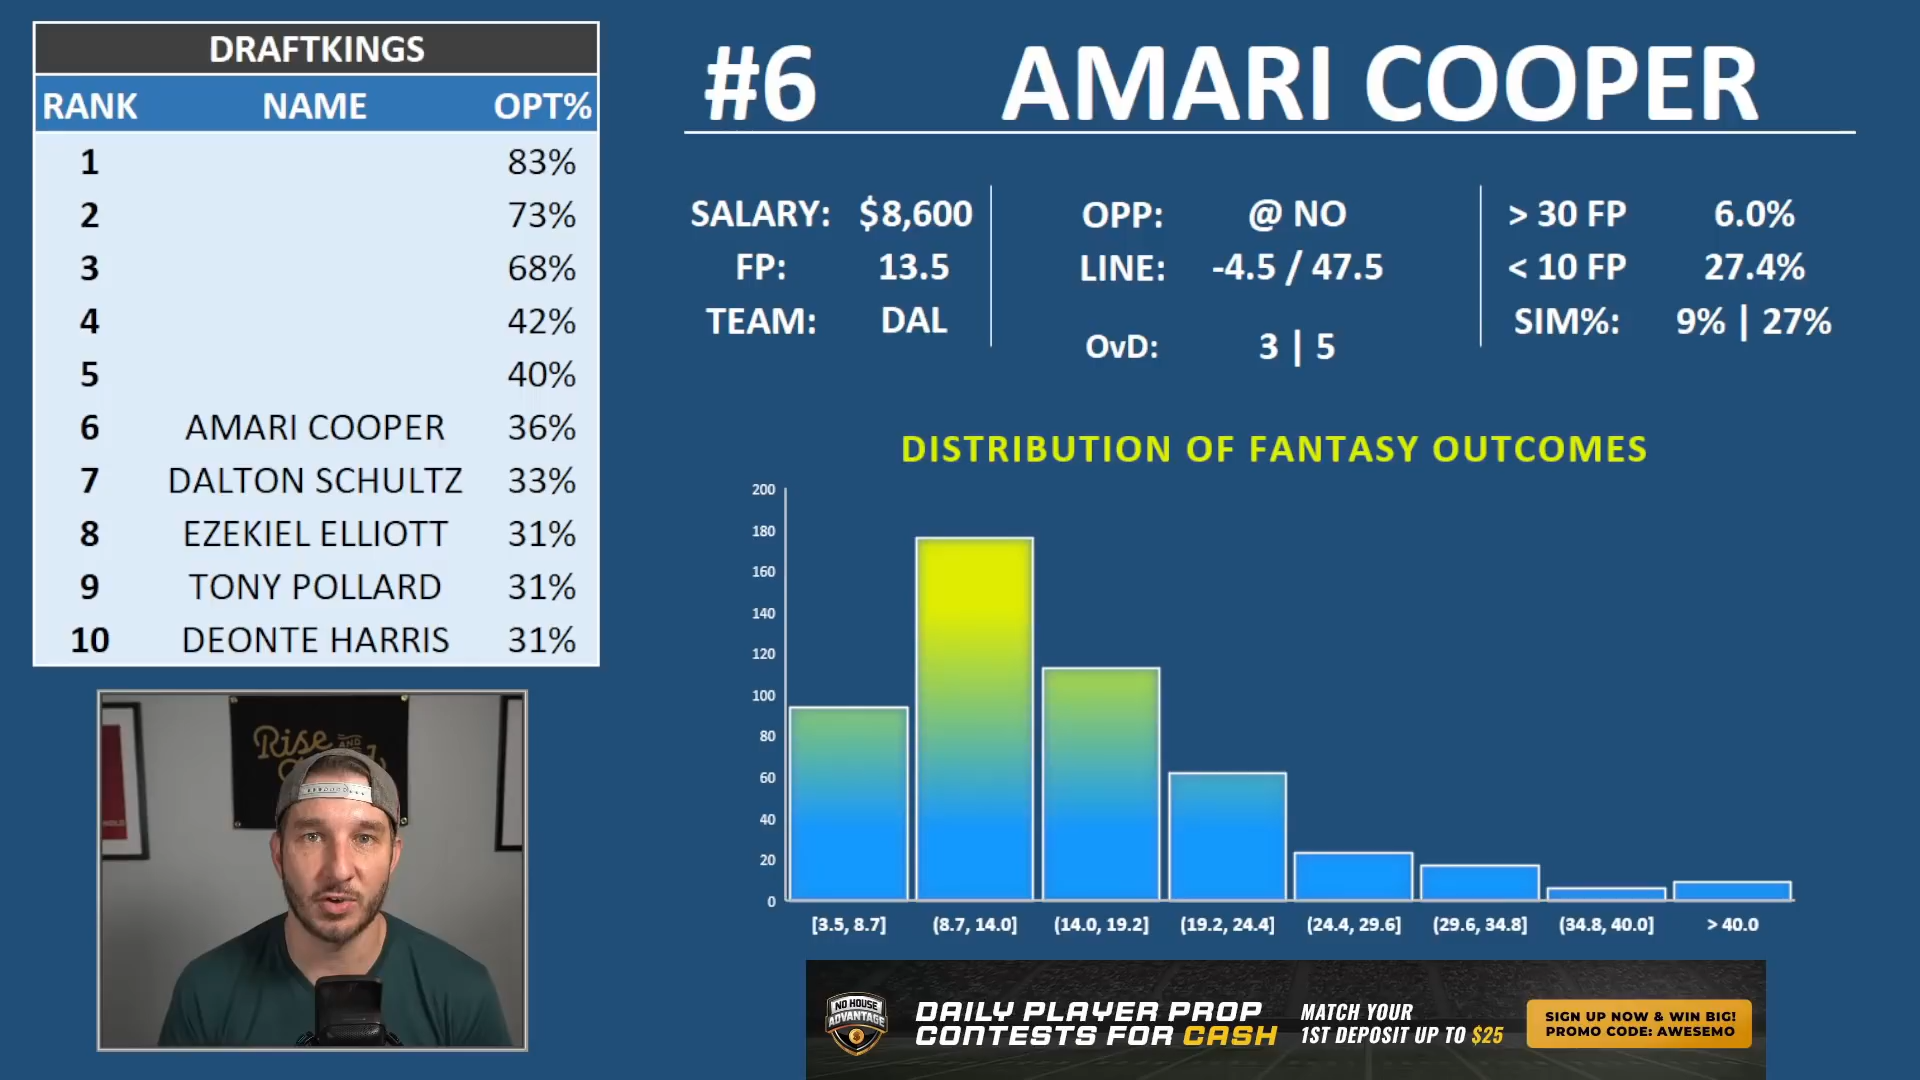 DRAFTKINGS
RANK NAME OPT%
1 83%
2 73%
3 68%
4 42%
5 40%
6 AMARI COOPER 36%
7 DALTON SCHULTZ 33%
8 EZEKIEL ELLIOTT 31%
9 TONY POLLARD 31%
10 DEONTE HARRIS 31%
#6 AMARI COOPER
SALARY: $8,600
FP: 13.5
TEAM: DAL
OPP: @ NO
LINE: -4.5 / 47.5
OvD: 3 | 5
> 30 FP 6.0%
< 10 FP 27.4%
SIM%: 9% | 27%
DISTRIBUTION OF FANTASY OUTCOMES
200
180
160
140
120
100
80
60
40
20
0
[3.5, 8.7] (8.7, 14.0] (14.0, 19.2] (19.2, 24.4] (24.4, 29.6] (29.6, 34.8] (34.8, 40.0] > 40.0
Rise
AND
NO HOUSE
ADVANTAGE
DAILY PLAYER PROP
CONTESTS FOR CASH
MATCH YOUR
1ST DEPOSIT UP TO $25
SIGN UP NOW & WIN BIG!
PROMO CODE: AWESEMO